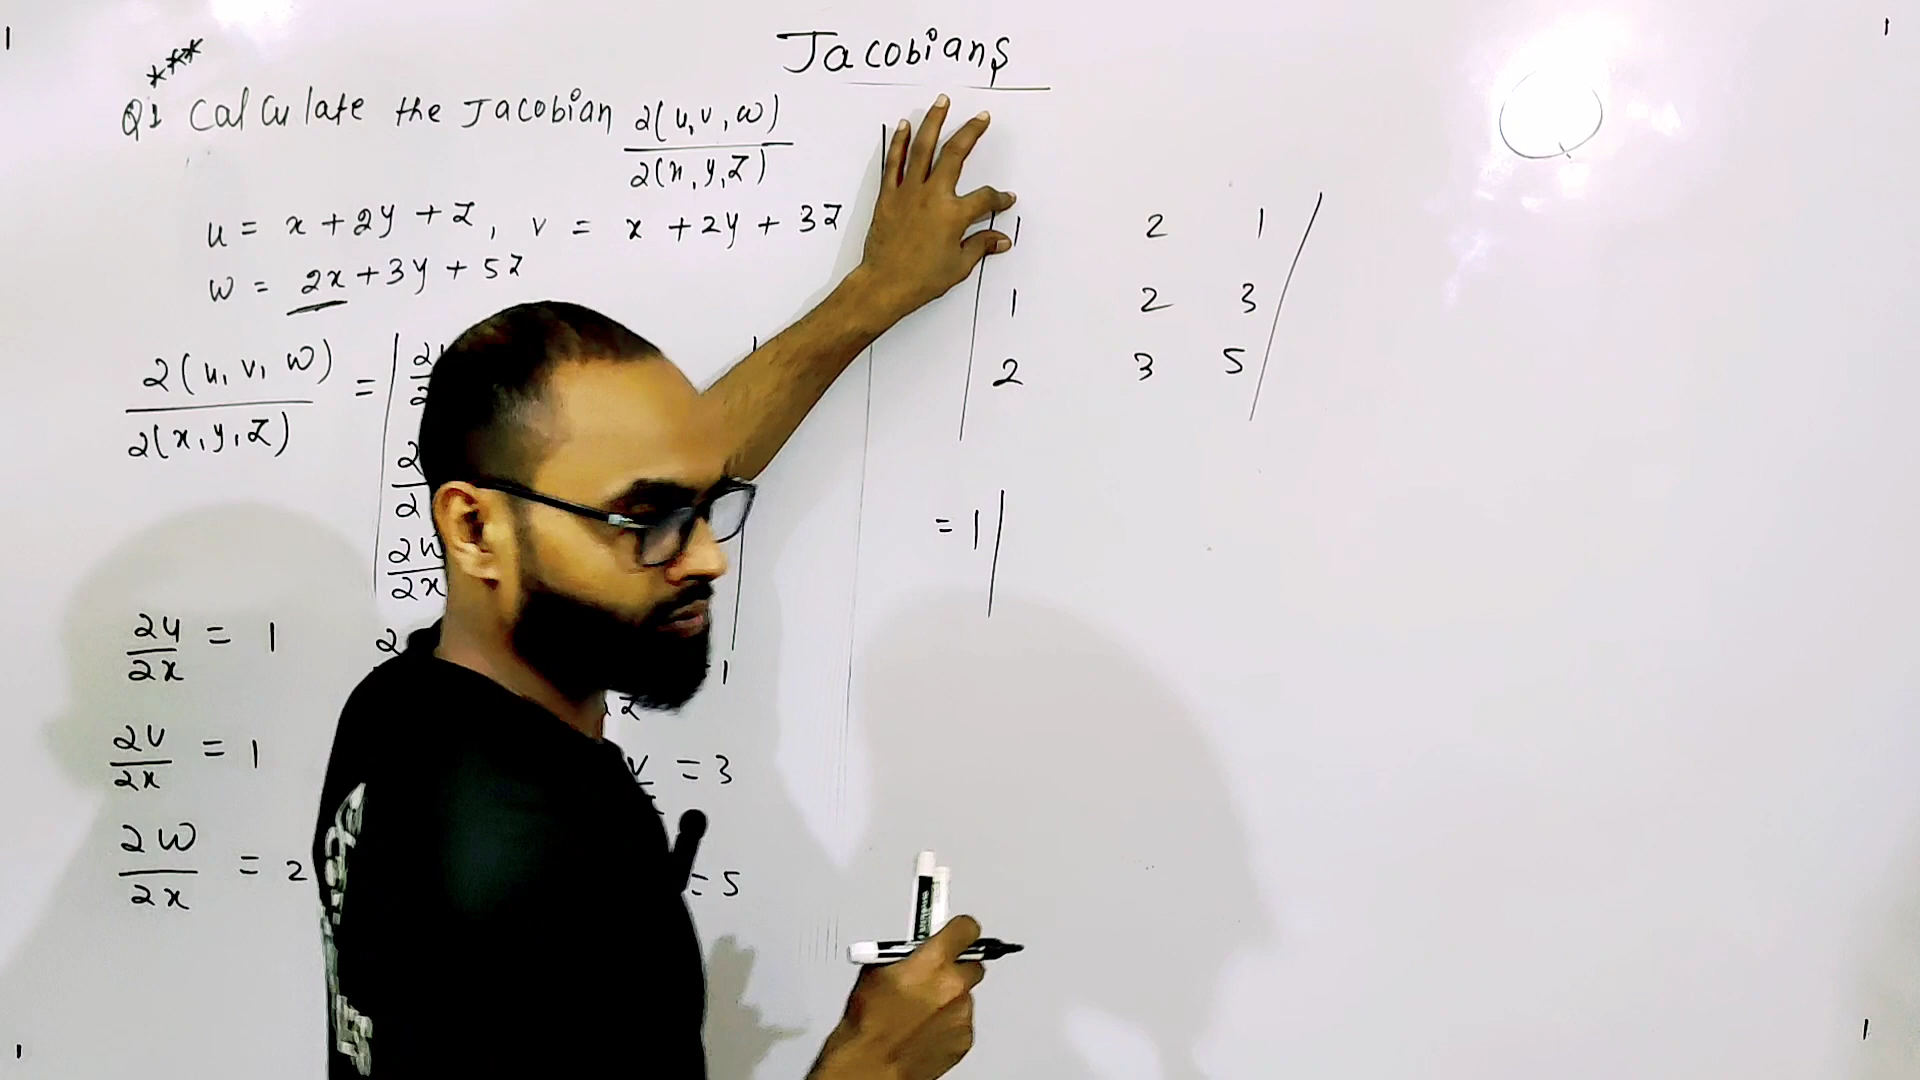 Jacobians
***
Q1 Calculate the Jacobian ∂(u,v,w)/∂(x,y,z)
u = x + 2y + z, v = x + 2y + 3z
w = 2x + 3y + 5z
∂(u,v,w)/∂(x,y,z) = |
∂w/∂x
∂u/∂x = 1
∂v/∂x = 1
∂w/∂x = 2
= 3
= 5
| 1 2 1 |
| 1 2 3 |
| 2 3 5 |
= 1 |